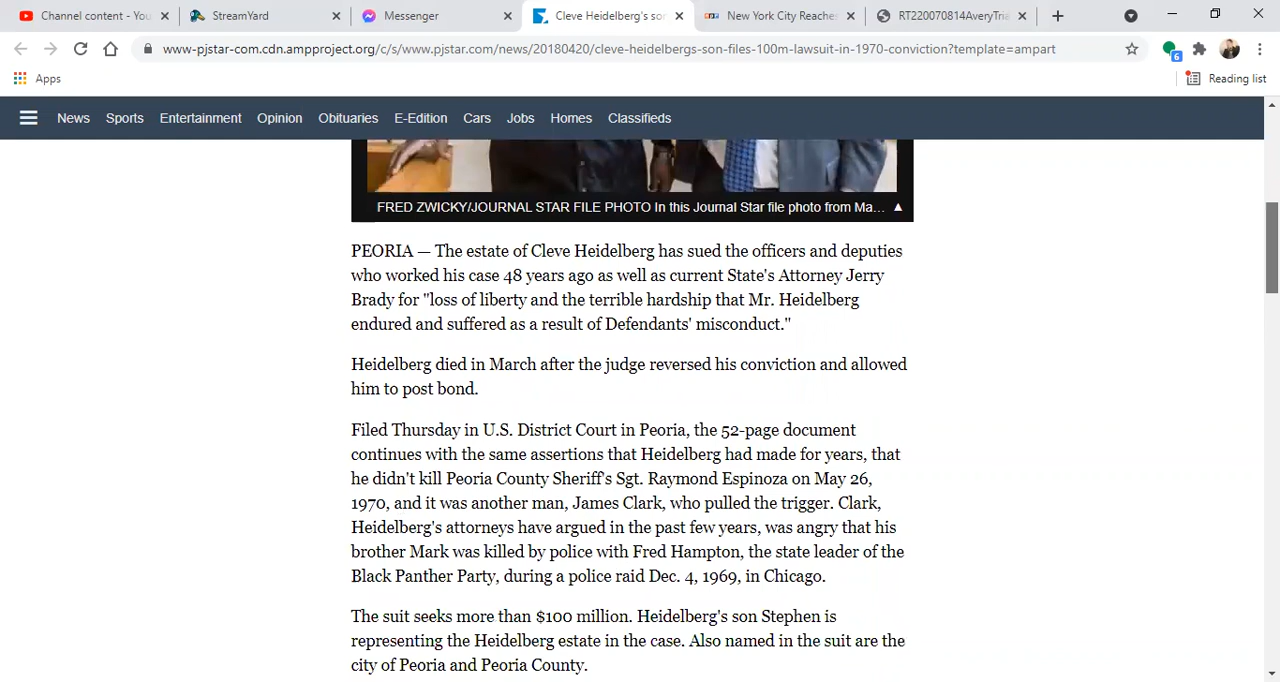 Channel content - You
StreamYard
Messenger
Cleve Heidelberg's so
New York City Reaches
RT220070814AveryTria
www-pjstar-com.cdn.ampproject.org/c/s/www.pjstar.com/news/20180420/cleve-heidelbergs-son-files-100m-lawsuit-in-1970-conviction?template=ampart
6
Apps
Reading list
News Sports Entertainment Opinion Obituaries E-Edition Cars Jobs Homes Classifieds
FRED ZWICKY/JOURNAL STAR FILE PHOTO In this Journal Star file photo from Ma...
PEORIA — The estate of Cleve Heidelberg has sued the officers and deputies
who worked his case 48 years ago as well as current State's Attorney Jerry
Brady for "loss of liberty and the terrible hardship that Mr. Heidelberg
endured and suffered as a result of Defendants' misconduct."
Heidelberg died in March after the judge reversed his conviction and allowed
him to post bond.
Filed Thursday in U.S. District Court in Peoria, the 52-page document
continues with the same assertions that Heidelberg had made for years, that
he didn't kill Peoria County Sheriff's Sgt. Raymond Espinoza on May 26,
1970, and it was another man, James Clark, who pulled the trigger. Clark,
Heidelberg's attorneys have argued in the past few years, was angry that his
brother Mark was killed by police with Fred Hampton, the state leader of the
Black Panther Party, during a police raid Dec. 4, 1969, in Chicago.
The suit seeks more than $100 million. Heidelberg's son Stephen is
representing the Heidelberg estate in the case. Also named in the suit are the
city of Peoria and Peoria County.